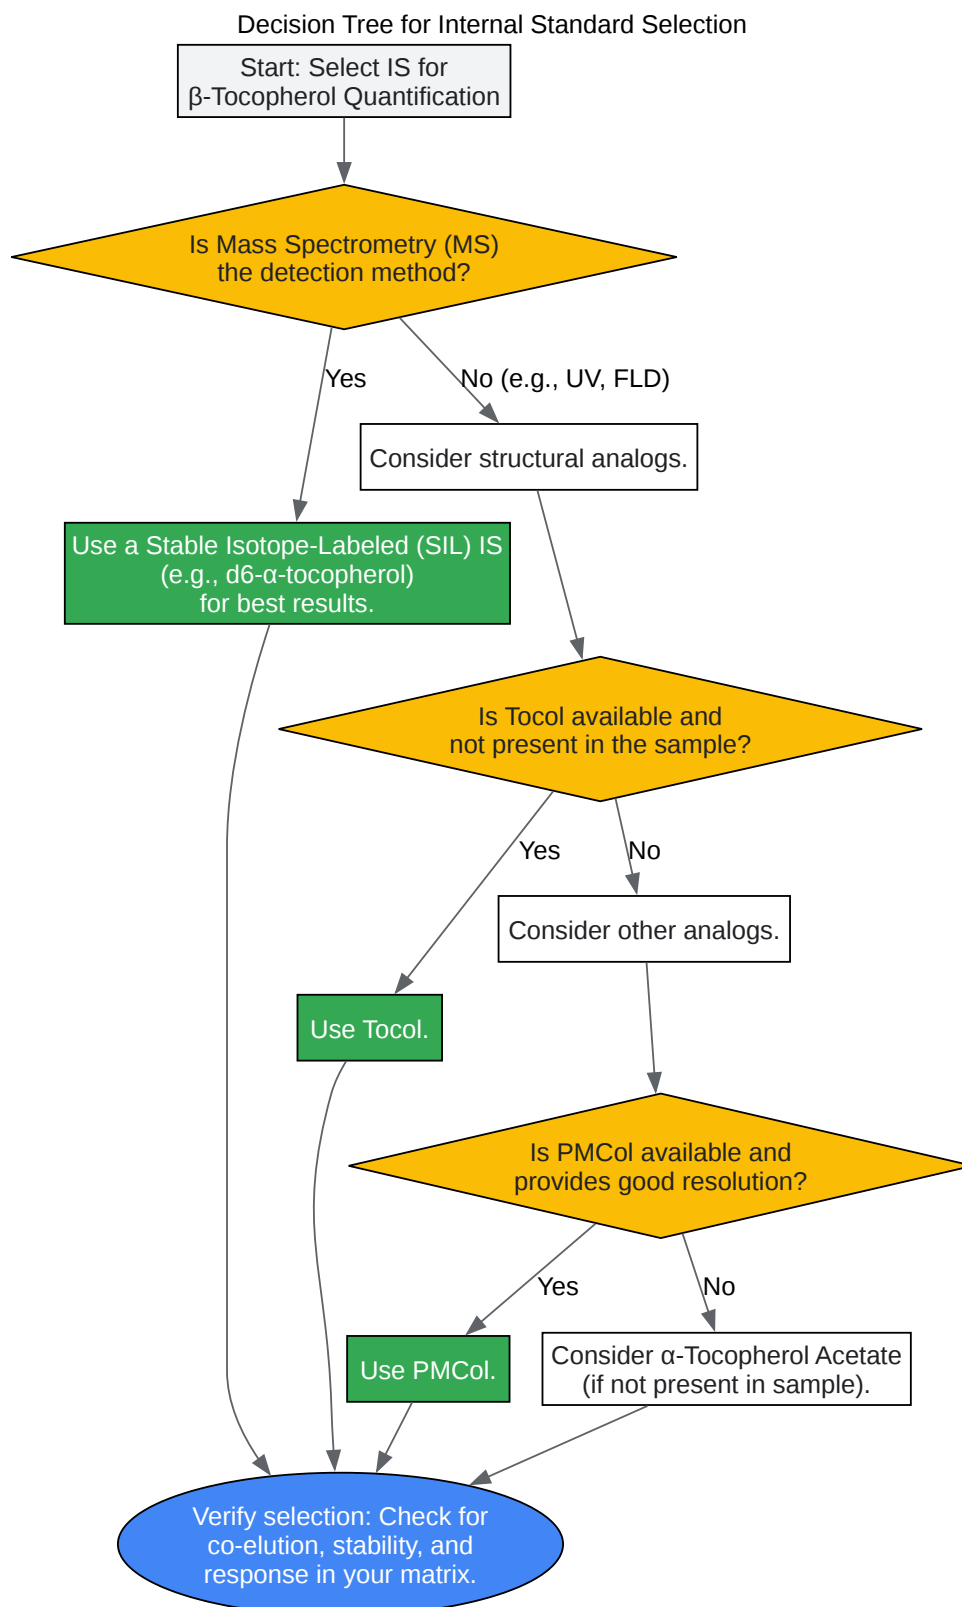 Decision Tree for Internal Standard Selection
Start: Select IS for
β-Tocopherol Quantification
Is Mass Spectrometry (MS)
the detection method?
Yes
No (e.g., UV, FLD)
Consider structural analogs.
Use a Stable Isotope-Labeled (SIL) IS
(e.g., d6-α-tocopherol)
for best results.
Is Tocol available and
not present in the sample?
Yes
No
Consider other analogs.
Use Tocol.
Is PMCol available and
provides good resolution?
Yes
No
Use PMCol.
Consider α-Tocopherol Acetate
(if not present in sample).
Verify selection: Check for
co-elution, stability, and
response in your matrix.